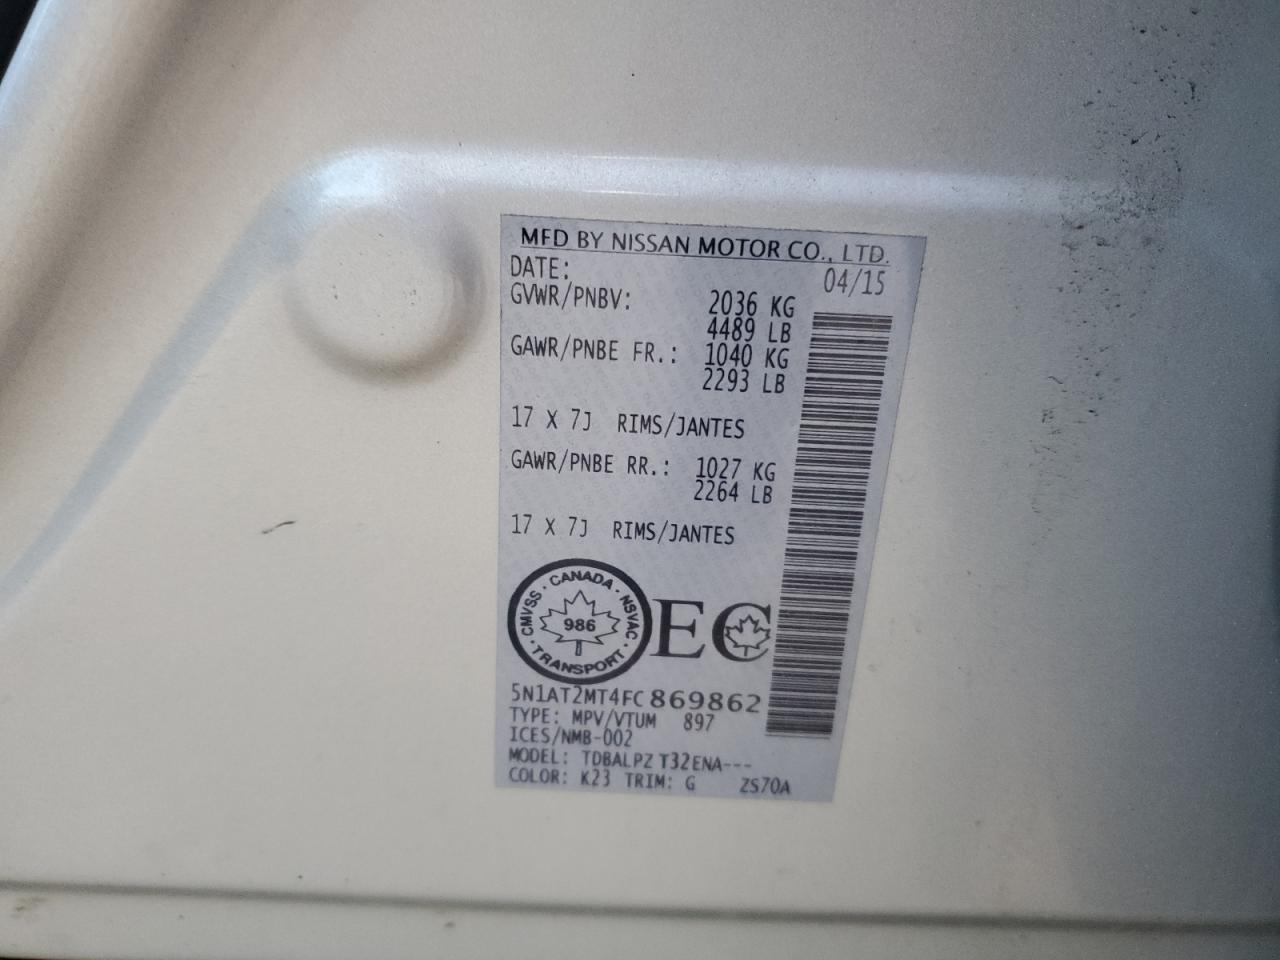 MFD BY NISSAN MOTOR CO., LTD.
DATE: 04/15
GVWR/PNBV: 2036 KG
4489 LB
GAWR/PNBE FR.: 1040 KG
2293 LB
17 X 7J RIMS/JANTES
GAWR/PNBE RR.: 1027 KG
2264 LB
17 X 7J RIMS/JANTES
CMVSS · CANADA · NSVAC · TRANSPORT ·
986
EC
5N1AT2MT4FC869862
TYPE: MPV/VTUM 897
ICES/NMB-002
MODEL: TDBALPZ T32ENA---
COLOR: K23 TRIM: G ZS70A